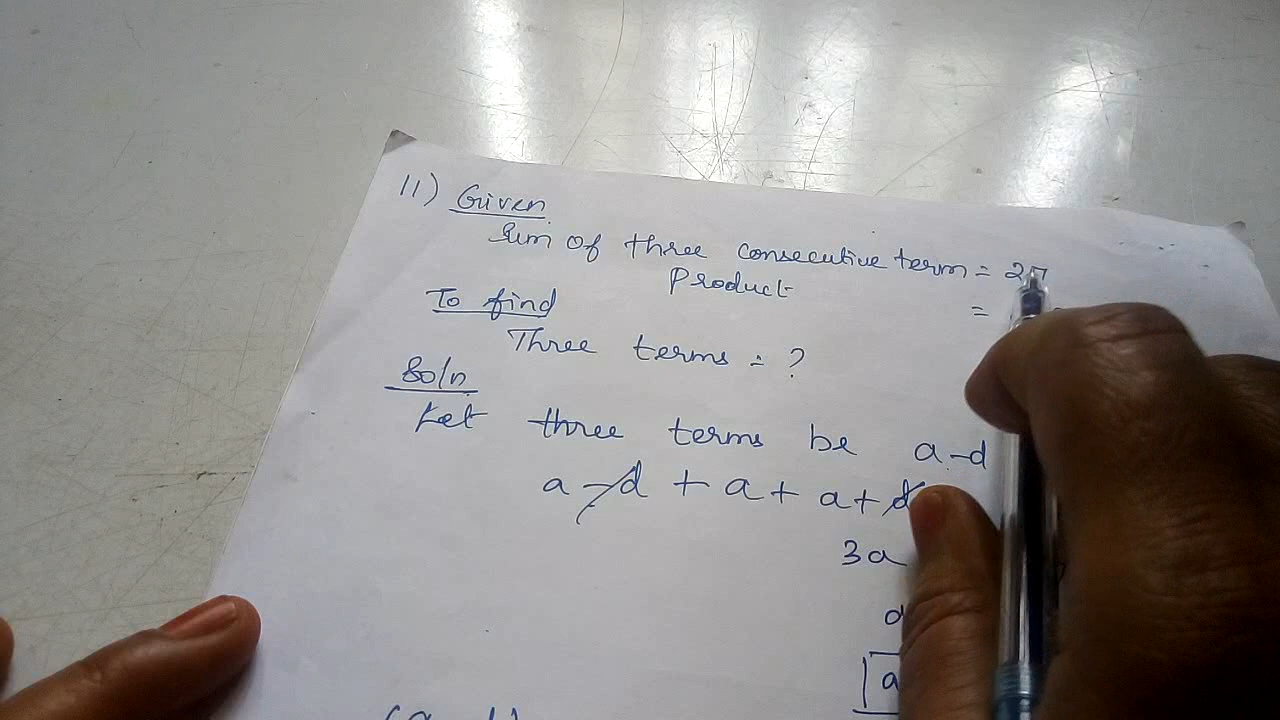 11) Given
Sum of three consecutive term = 27
Product =
To find
Three terms = ?
Soln
Let three terms be a-d
a-d + a + a + d
3a
a